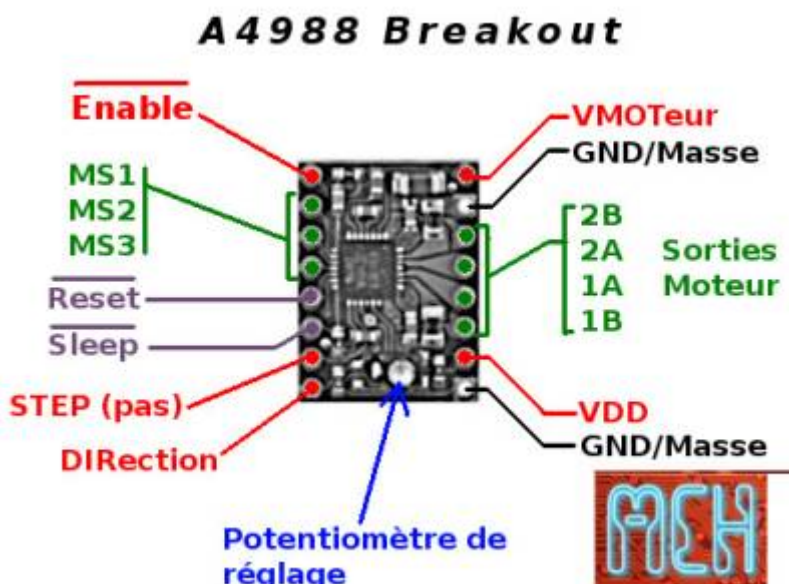 A4988 Breakout
Enable
MS1
MS2
MS3
Reset
Sleep
STEP (pas)
DIRection
VMOTeur
GND/Masse
2B
2A Sorties
1A Moteur
1B
VDD
GND/Masse
Potentiomètre de
réglage
MCH